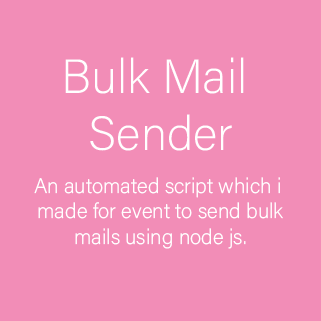 Bulk Mail
Sender
An automated script which i
made for event to send bulk
mails using node js.